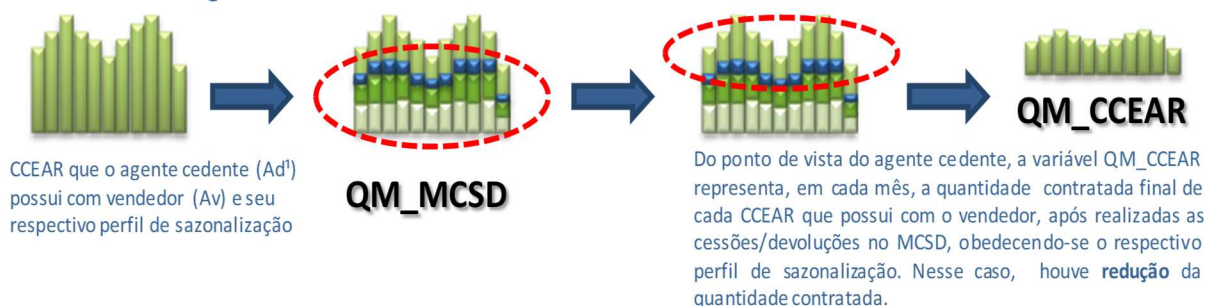 CCEAR que o agente cedente (Ad¹)
possui com vendedor (Av) e seu
respectivo perfil de sazonalização
QM_MCSD
QM_CCEAR
Do ponto de vista do agente cedente, a variável QM_CCEAR
representa, em cada mês, a quantidade contratada final de
cada CCEAR que possui com o vendedor, após realizadas as
cessões/devoluções no MCSD, obedecendo-se o respectivo
perfil de sazonalização. Nesse caso, houve redução da
quantidade contratada.